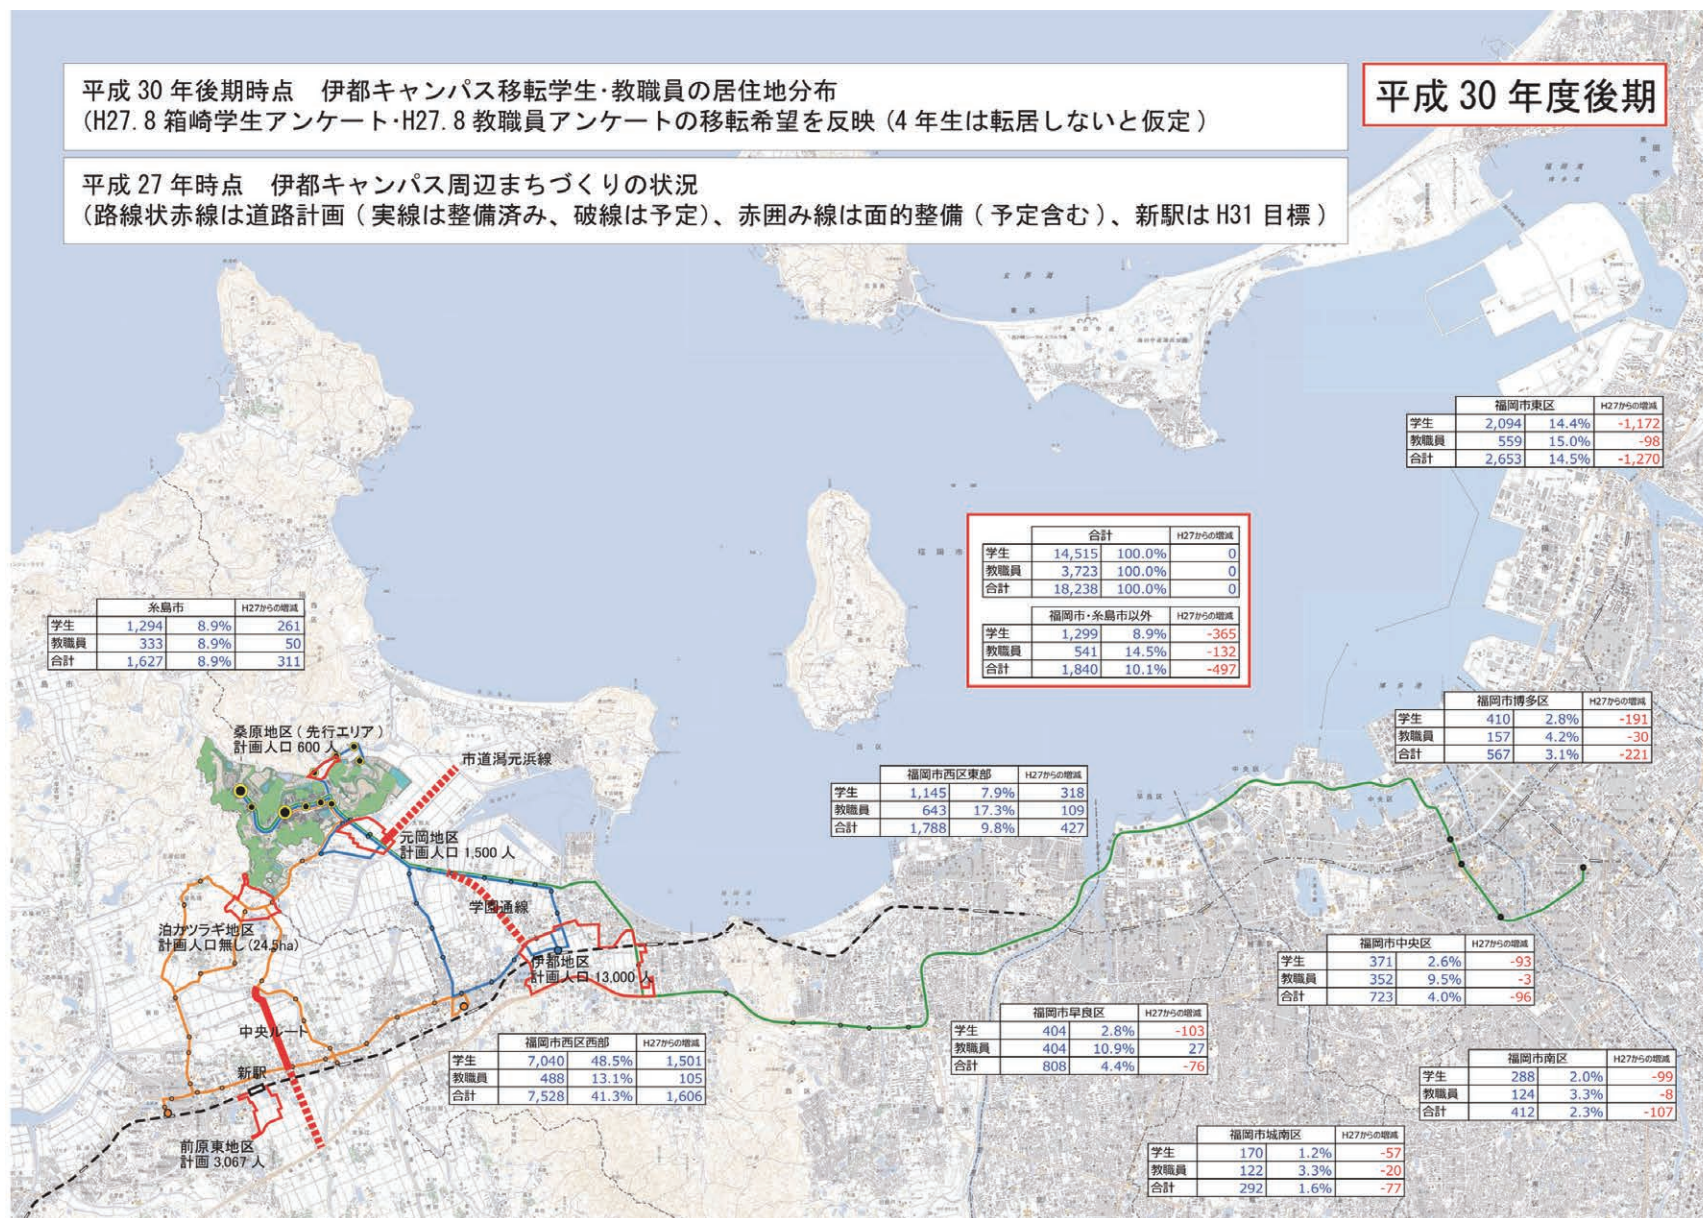 平成 30 年後期時点　伊都キャンパス移転学生･教職員の居住地分布
(H27. 8 箱崎学生アンケート･H27. 8 教職員アンケートの移転希望を反映 (4 年生は転居しないと仮定 )
平成 30 年度後期
平成 27 年時点　伊都キャンパス周辺まちづくりの状況
(路線状赤線は道路計画 ( 実線は整備済み、破線は予定)、赤囲み線は面的整備 ( 予定含む )、新駅は H31 目標 )
福岡市東区 H27からの増減
学生 2,094 14.4% -1,172
教職員 559 15.0% -98
合計 2,653 14.5% -1,270
合計 H27からの増減
学生 14,515 100.0% 0
教職員 3,723 100.0% 0
合計 18,238 100.0% 0
福岡市･糸島市以外 H27からの増減
学生 1,299 8.9% -365
教職員 541 14.5% -132
合計 1,840 10.1% -497
糸島市 H27からの増減
学生 1,294 8.9% 261
教職員 333 8.9% 50
合計 1,627 8.9% 311
福岡市博多区 H27からの増減
学生 410 2.8% -191
教職員 157 4.2% -30
合計 567 3.1% -221
桑原地区 ( 先行エリア )
計画人口 600 人
市道潟元浜線
福岡市西区東部 H27からの増減
学生 1,145 7.9% 318
教職員 643 17.3% 109
合計 1,788 9.8% 427
元岡地区
計画人口 1,500 人
学園通線
泊カツラギ地区
計画人口無し (24.5ha)
伊都地区
計画人口 13,000 人
福岡市中央区 H27からの増減
学生 371 2.6% -93
教職員 352 9.5% -3
合計 723 4.0% -96
福岡市早良区 H27からの増減
学生 404 2.8% -103
教職員 404 10.9% 27
合計 808 4.4% -76
中央ルート
福岡市西区西部 H27からの増減
学生 7,040 48.5% 1,501
教職員 488 13.1% 105
合計 7,528 41.3% 1,606
新駅
福岡市南区 H27からの増減
学生 288 2.0% -99
教職員 124 3.3% -8
合計 412 2.3% -107
前原東地区
計画 3,067 人
福岡市城南区 H27からの増減
学生 170 1.2% -57
教職員 122 3.3% -20
合計 292 1.6% -77